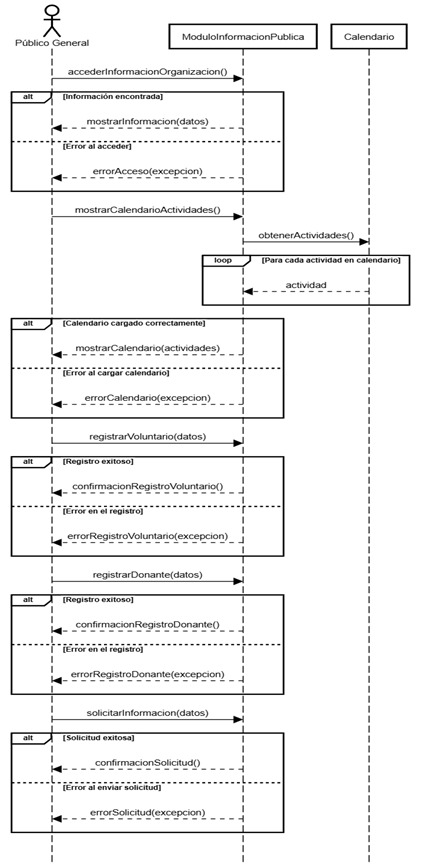 Público General
ModuloInformacionPublica
Calendario
accederInformacionOrganizacion()
alt
[Información encontrada]
mostrarInformacion(datos)
[Error al acceder]
errorAcceso(excepcion)
mostrarCalendarioActividades()
obtenerActividades()
loop
[Para cada actividad en calendario]
actividad
alt
[Calendario cargado correctamente]
mostrarCalendario(actividades)
[Error al cargar calendario]
errorCalendario(excepcion)
registrarVoluntario(datos)
alt
[Registro exitoso]
confirmacionRegistroVoluntario()
[Error en el registro]
errorRegistroVoluntario(excepcion)
registrarDonante(datos)
alt
[Registro exitoso]
confirmacionRegistroDonante()
[Error en el registro]
errorRegistroDonante(excepcion)
solicitarInformacion(datos)
alt
[Solicitud exitosa]
confirmacionSolicitud()
[Error al enviar solicitud]
errorSolicitud(excepcion)